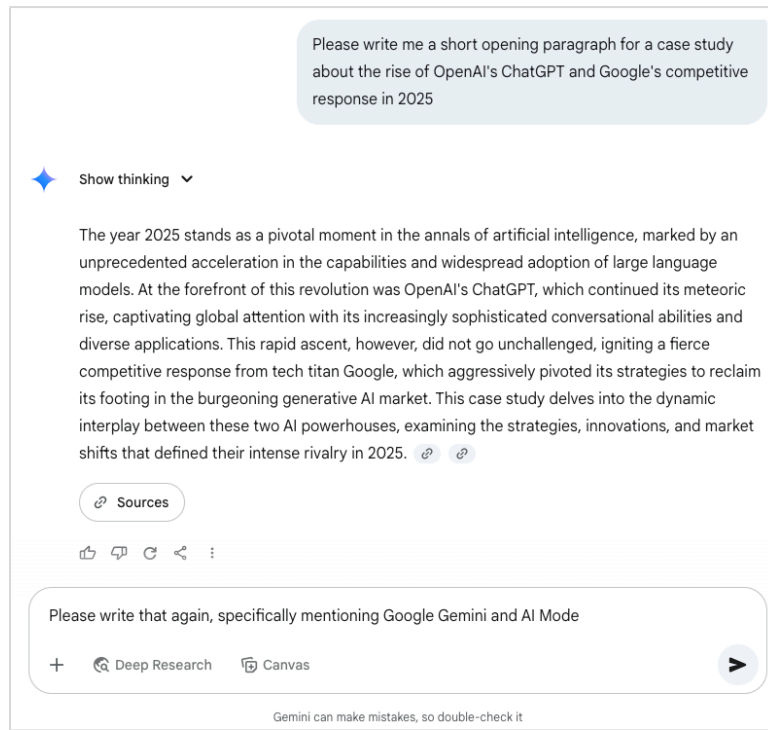 Please write me a short opening paragraph for a case study
about the rise of OpenAI's ChatGPT and Google's competitive
response in 2025
Show thinking
The year 2025 stands as a pivotal moment in the annals of artificial intelligence, marked by an
unprecedented acceleration in the capabilities and widespread adoption of large language
models. At the forefront of this revolution was OpenAI's ChatGPT, which continued its meteoric
rise, captivating global attention with its increasingly sophisticated conversational abilities and
diverse applications. This rapid ascent, however, did not go unchallenged, igniting a fierce
competitive response from tech titan Google, which aggressively pivoted its strategies to reclaim
its footing in the burgeoning generative AI market. This case study delves into the dynamic
interplay between these two AI powerhouses, examining the strategies, innovations, and market
shifts that defined their intense rivalry in 2025.
Sources
Please write that again, specifically mentioning Google Gemini and AI Mode
Deep Research Canvas
Gemini can make mistakes, so double-check it